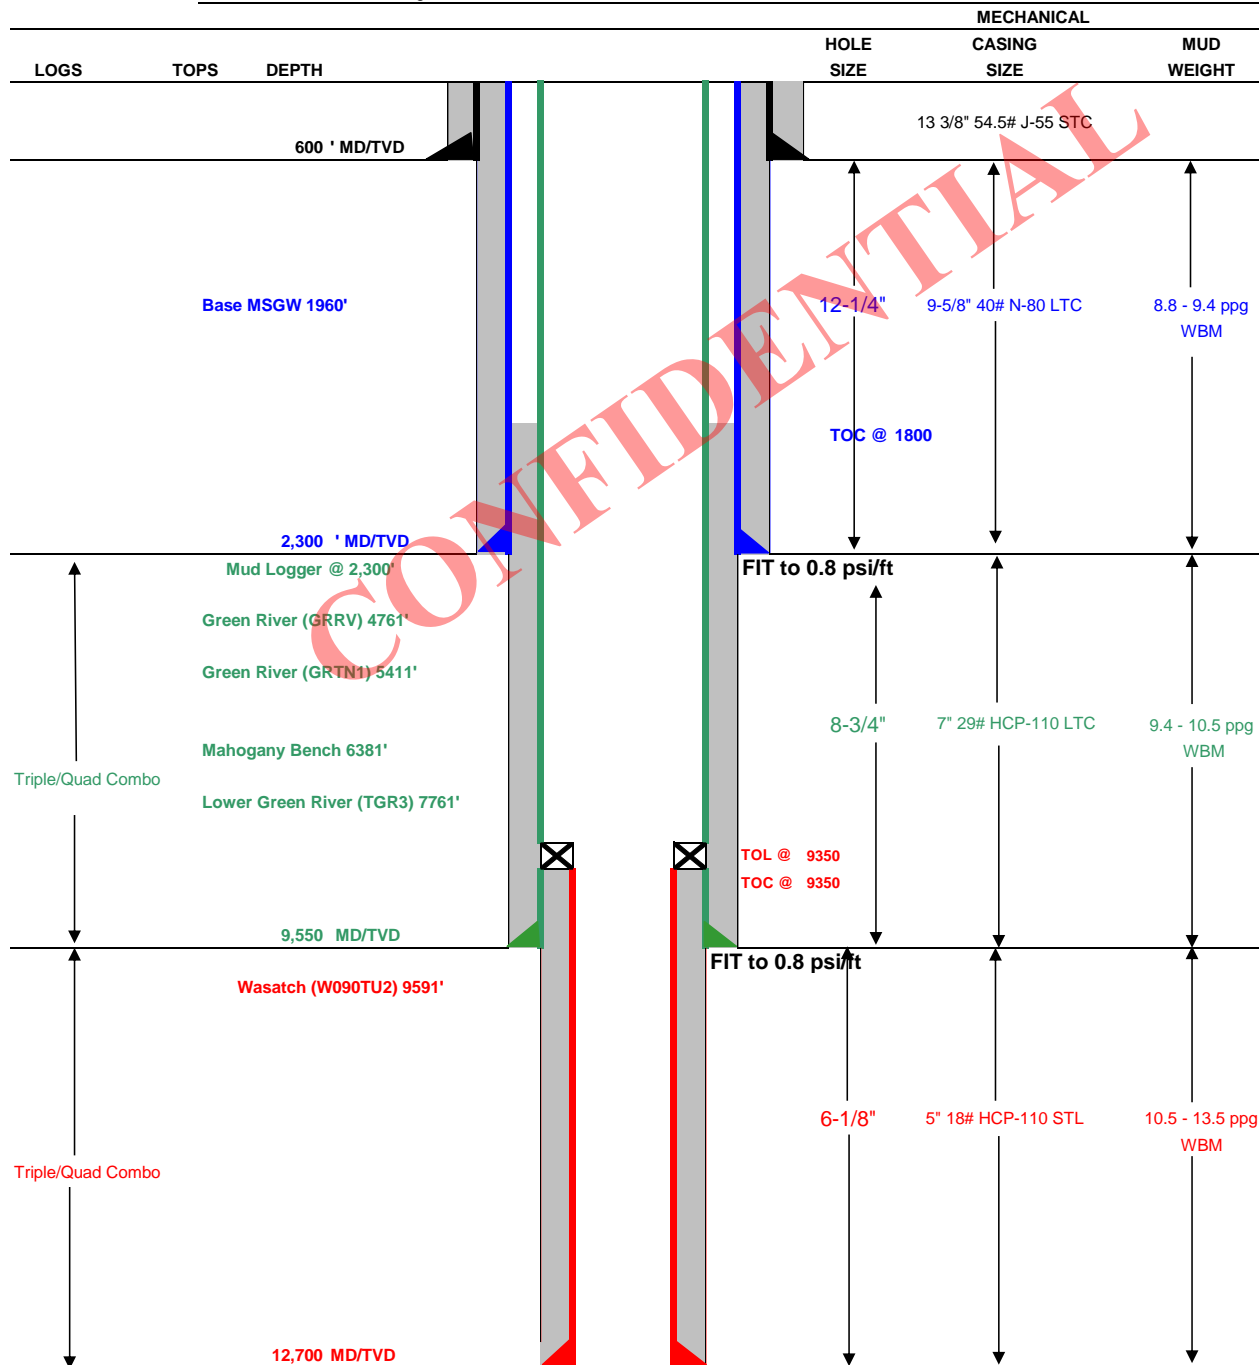 MECHANICAL
HOLE CASING MUD
LOGS TOPS DEPTH SIZE SIZE WEIGHT
13 3/8" 54.5# J-55 STC
600 ' MD/TVD
Base MSGW 1960'
12-1/4" 9-5/8" 40# N-80 LTC 8.8 - 9.4 ppg
WBM
TOC @ 1800
2,300 ' MD/TVD
Mud Logger @ 2,300'
FIT to 0.8 psi/ft
Green River (GRRV) 4761'
Green River (GRTN1) 5411'
8-3/4" 7" 29# HCP-110 LTC 9.4 - 10.5 ppg
WBM
Mahogany Bench 6381'
Triple/Quad Combo
Lower Green River (TGR3) 7761'
TOL @ 9350
TOC @ 9350
9,550 MD/TVD
FIT to 0.8 psi/ft
Wasatch (W090TU2) 9591'
6-1/8" 5" 18# HCP-110 STL 10.5 - 13.5 ppg
WBM
Triple/Quad Combo
12,700 MD/TVD
CONFIDENTIAL